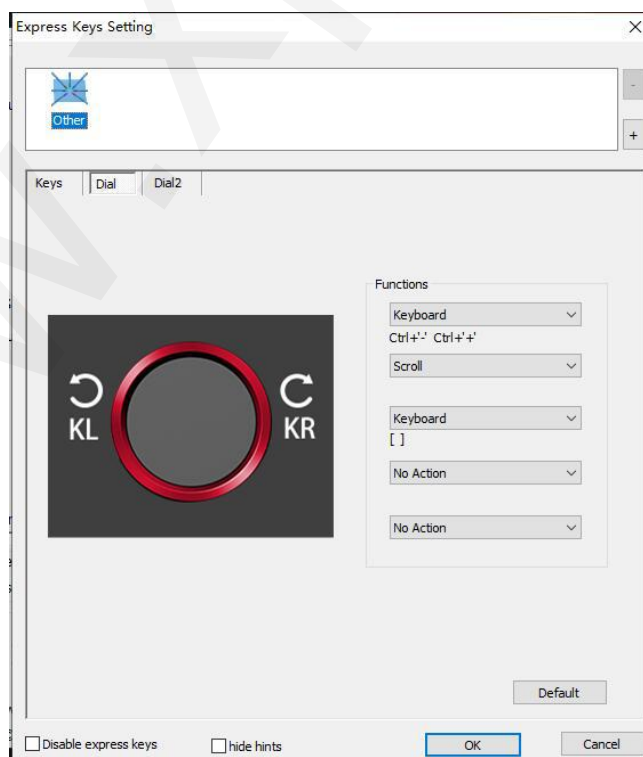 Express Keys Setting
Other
-
+
Keys Dial Dial2
Functions
Keyboard
Ctrl+'-' Ctrl+'+'
Scroll
Keyboard
[ ]
No Action
No Action
KL KR
Default
Disable express keys hide hints OK Cancel